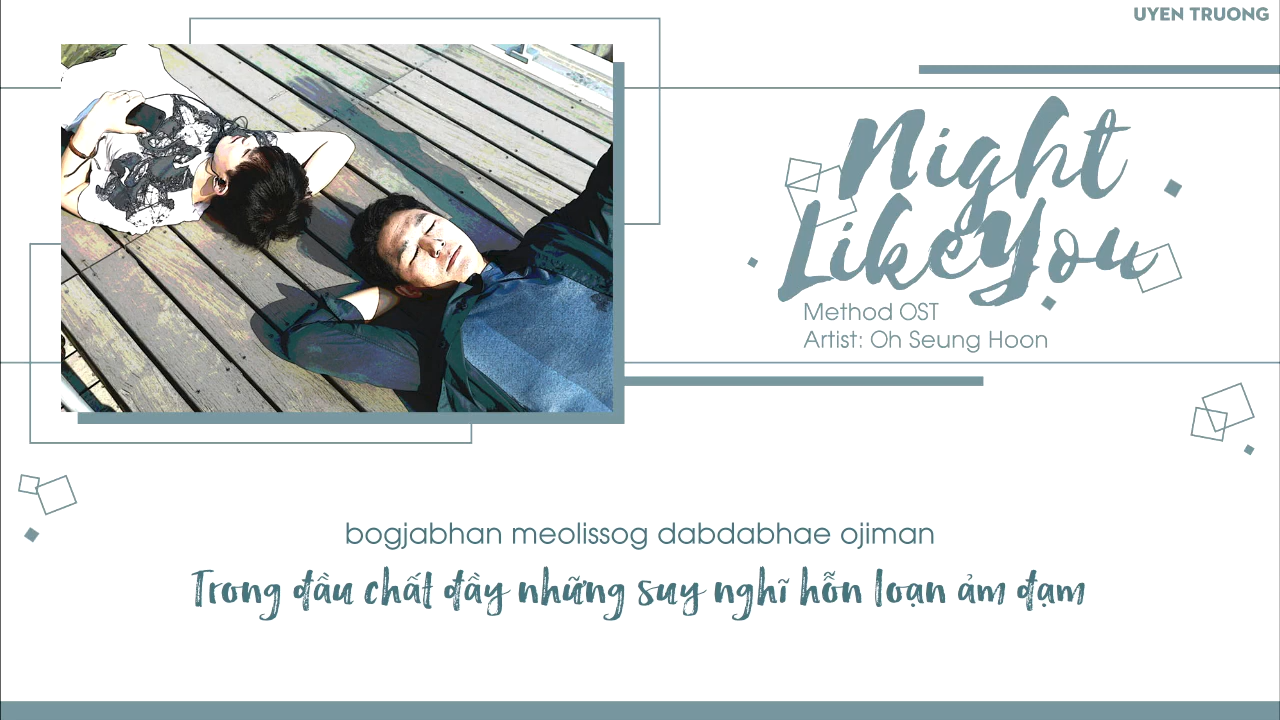 UYEN TRUONG
Night
Like You
Method OST
Artist: Oh Seung Hoon
bogjabhan meolissog dabdabhae ojiman
Trong đầu chất đầy những suy nghĩ hỗn loạn ảm đạm